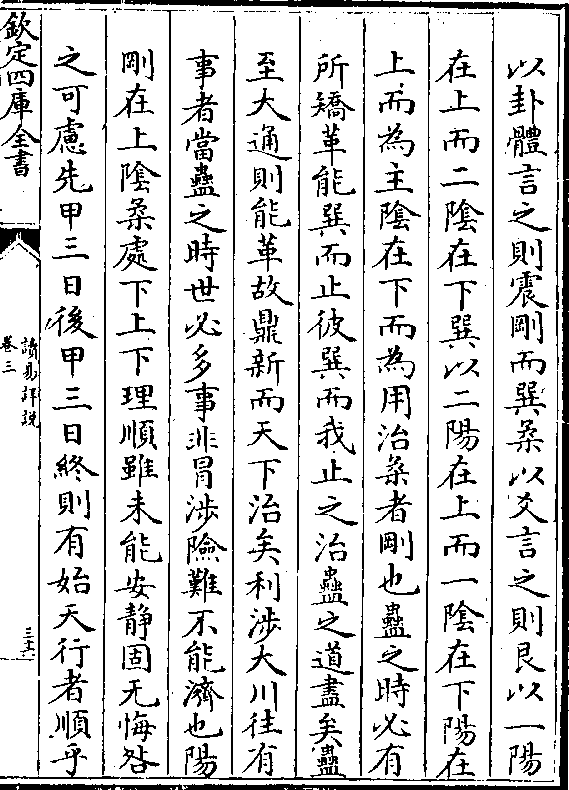 以卦體言之則震剛而巽柔以爻言之則艮以一陽
在上而二陰在下巽以二陽在上而一陰在下陽在
上而為主陰在下而為用治柔者剛也蠱之時必有
所矯革能巽而止彼巽而我止之治蠱之道盡矣蠱
至大通則能革故鼎新而天下治矣利涉大川往有
事者當蠱之時世必多事非冒涉險難不能濟也陽
剛在上陰柔處下上下理順雖未能安静固无悔咎
之可慮先甲三日後甲三日終則有始天行者順乎
欽定四庫全書
讀易詳說
卷三
三十六